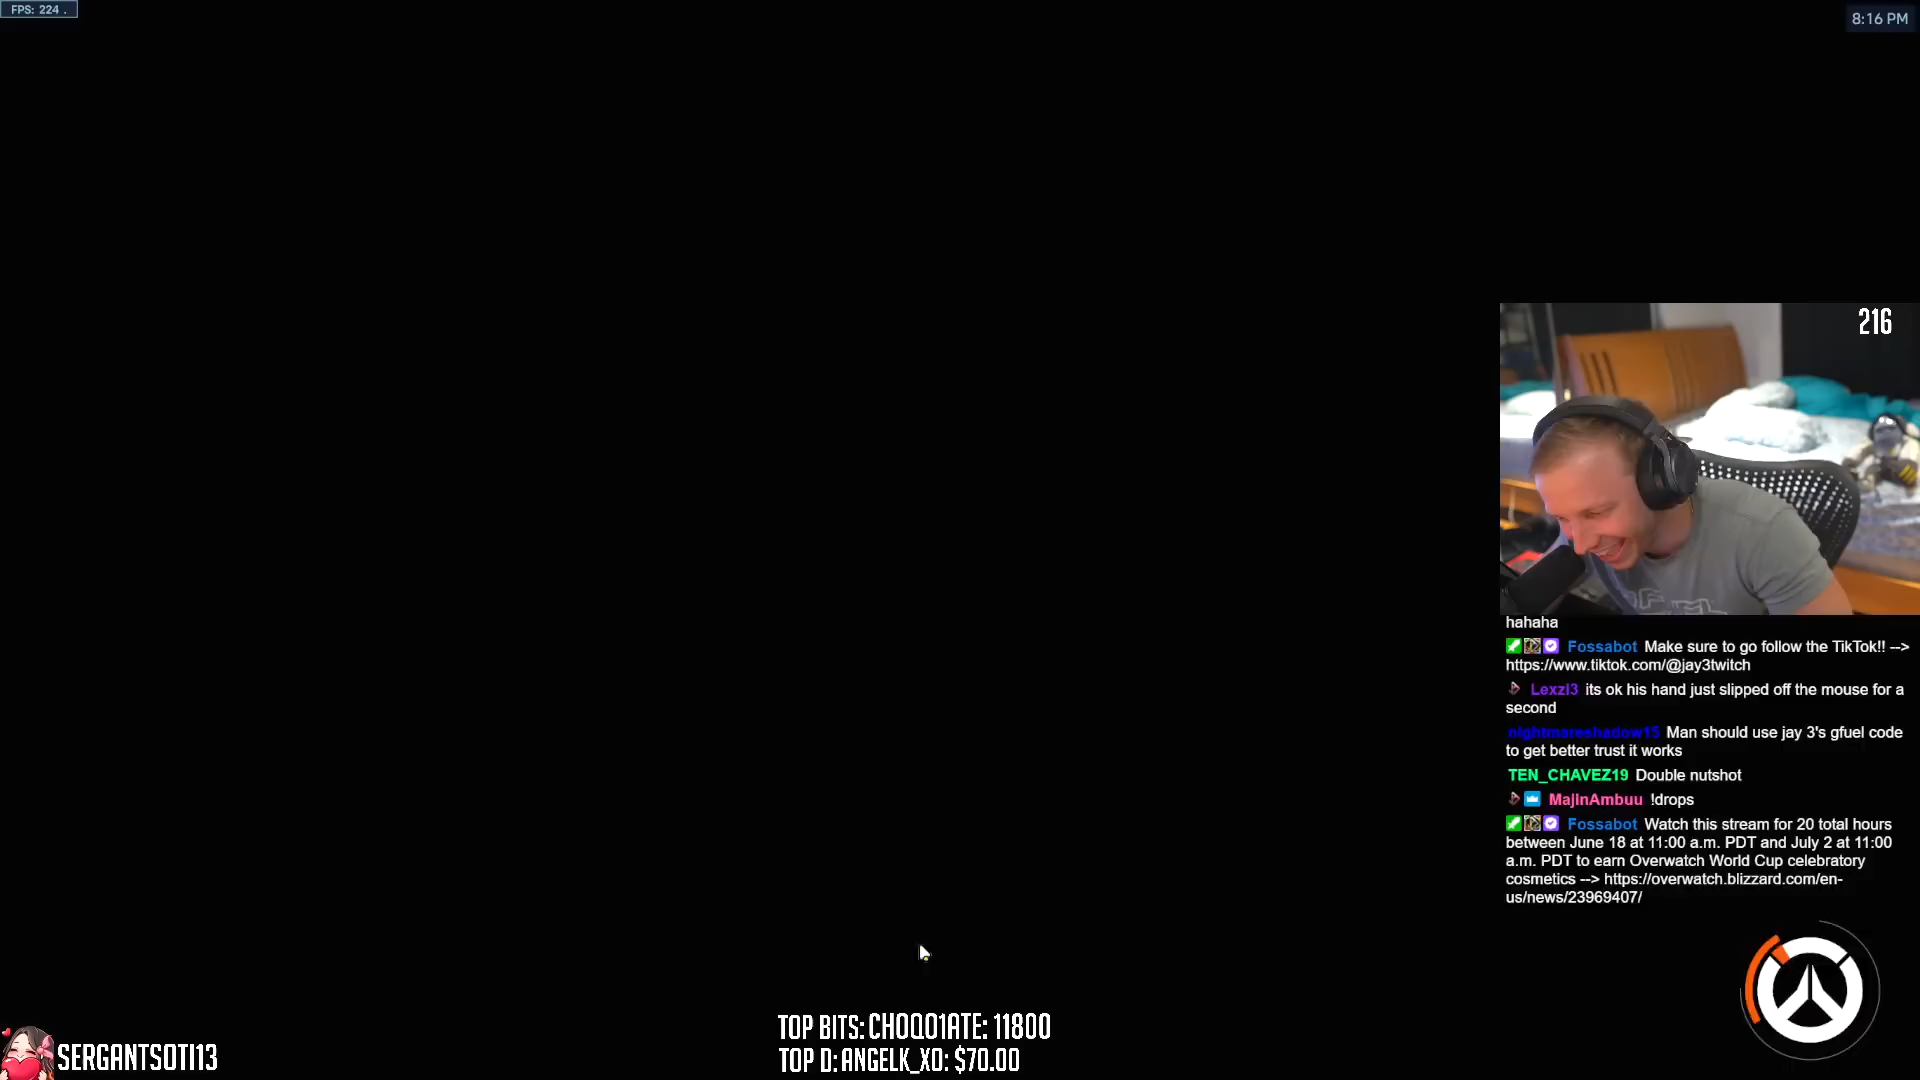 FPS: 224 .
8:16 PM
216
hahaha
Fossabot Make sure to go follow the TikTok!! -->
https://www.tiktok.com/@jay3twitch
Lexzi3 its ok his hand just slipped off the mouse for a
second
nightmareshadow15 Man should use jay 3's gfuel code
to get better trust it works
TEN_CHAVEZ19 Double nutshot
MajinAmbuu !drops
Fossabot Watch this stream for 20 total hours
between June 18 at 11:00 a.m. PDT and July 2 at 11:00
a.m. PDT to earn Overwatch World Cup celebratory
cosmetics --> https://overwatch.blizzard.com/en-
us/news/23969407/
TOP BITS: CHOQO1ATE: 11800
TOP D: ANGELK_XO: $70.00
SERGANTSOTI13